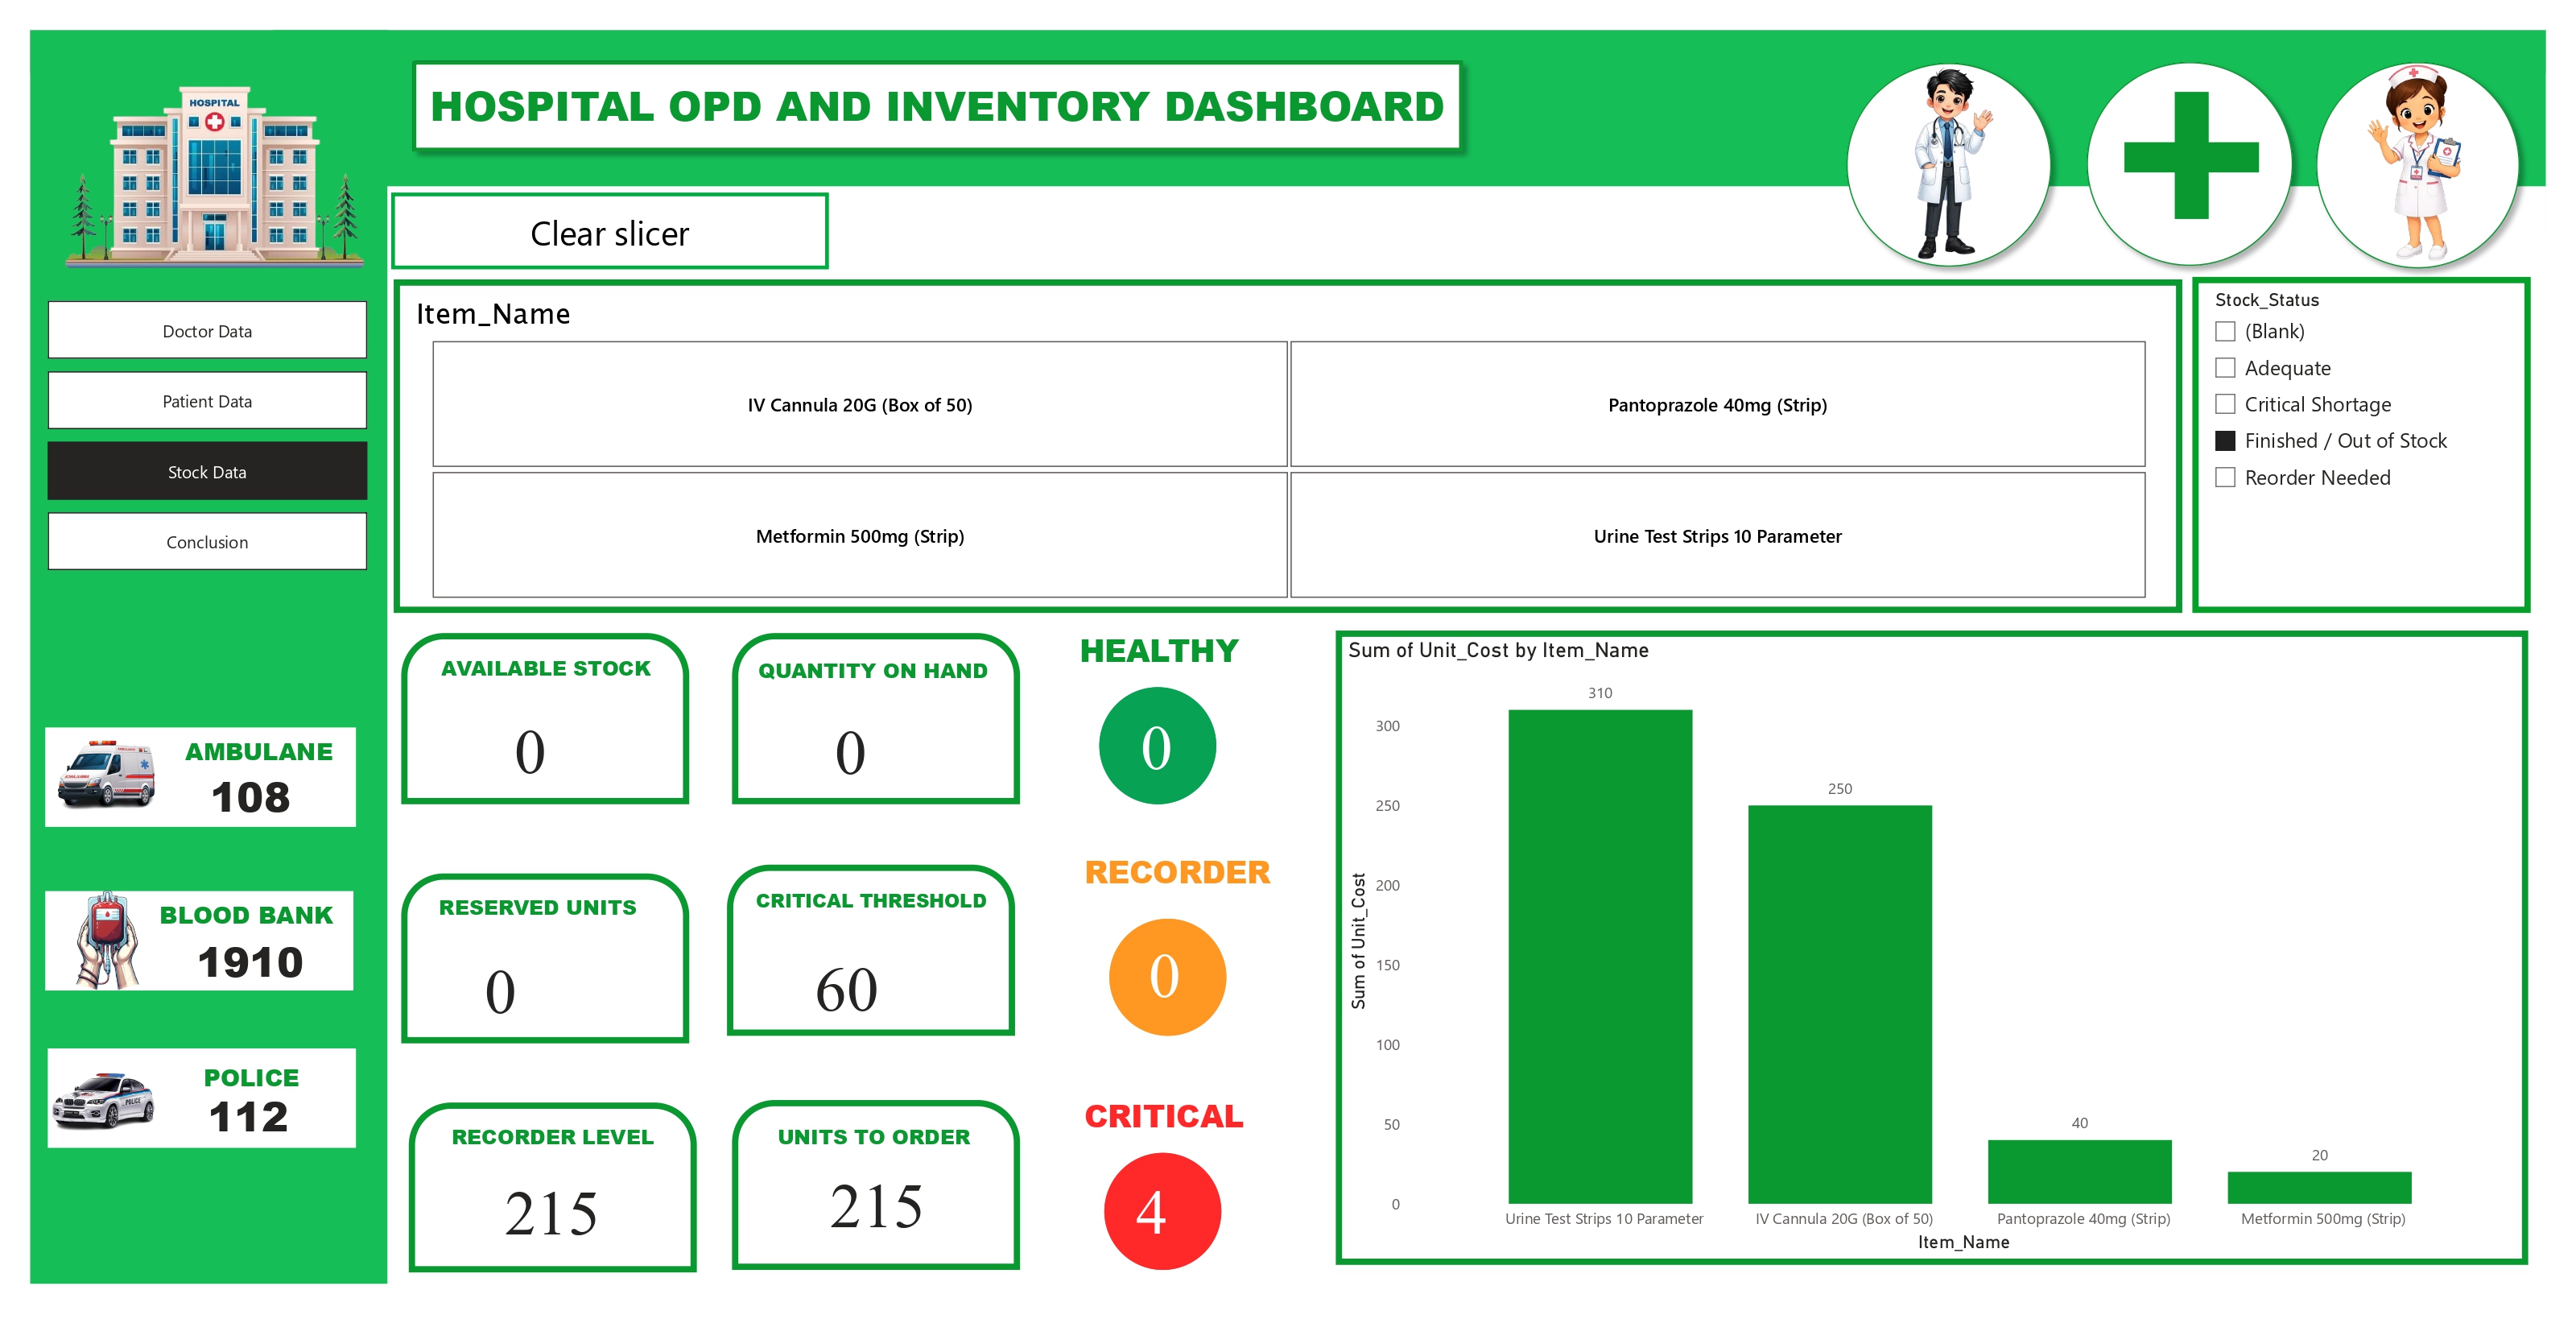 HOSPITAL OPD AND INVENTORY DASHBOARD
HOSPITAL
Clear slicer
Doctor Data
Patient Data
Stock Data
Conclusion
AMBULANE
108
BLOOD BANK
1910
POLICE
112
POLICE
Item_Name
IV Cannula 20G (Box of 50)
Pantoprazole 40mg (Strip)
Metformin 500mg (Strip)
Urine Test Strips 10 Parameter
Stock_Status
(Blank)
Adequate
Critical Shortage
Finished / Out of Stock
Reorder Needed
AVAILABLE STOCK
0
QUANTITY ON HAND
0
HEALTHY
0
RESERVED UNITS
0
CRITICAL THRESHOLD
60
RECORDER
0
RECORDER LEVEL
215
UNITS TO ORDER
215
CRITICAL
4
Sum of Unit_Cost by Item_Name
Sum of Unit_Cost
300
250
200
150
100
50
0
310
250
40
20
Urine Test Strips 10 Parameter
IV Cannula 20G (Box of 50)
Pantoprazole 40mg (Strip)
Metformin 500mg (Strip)
Item_Name